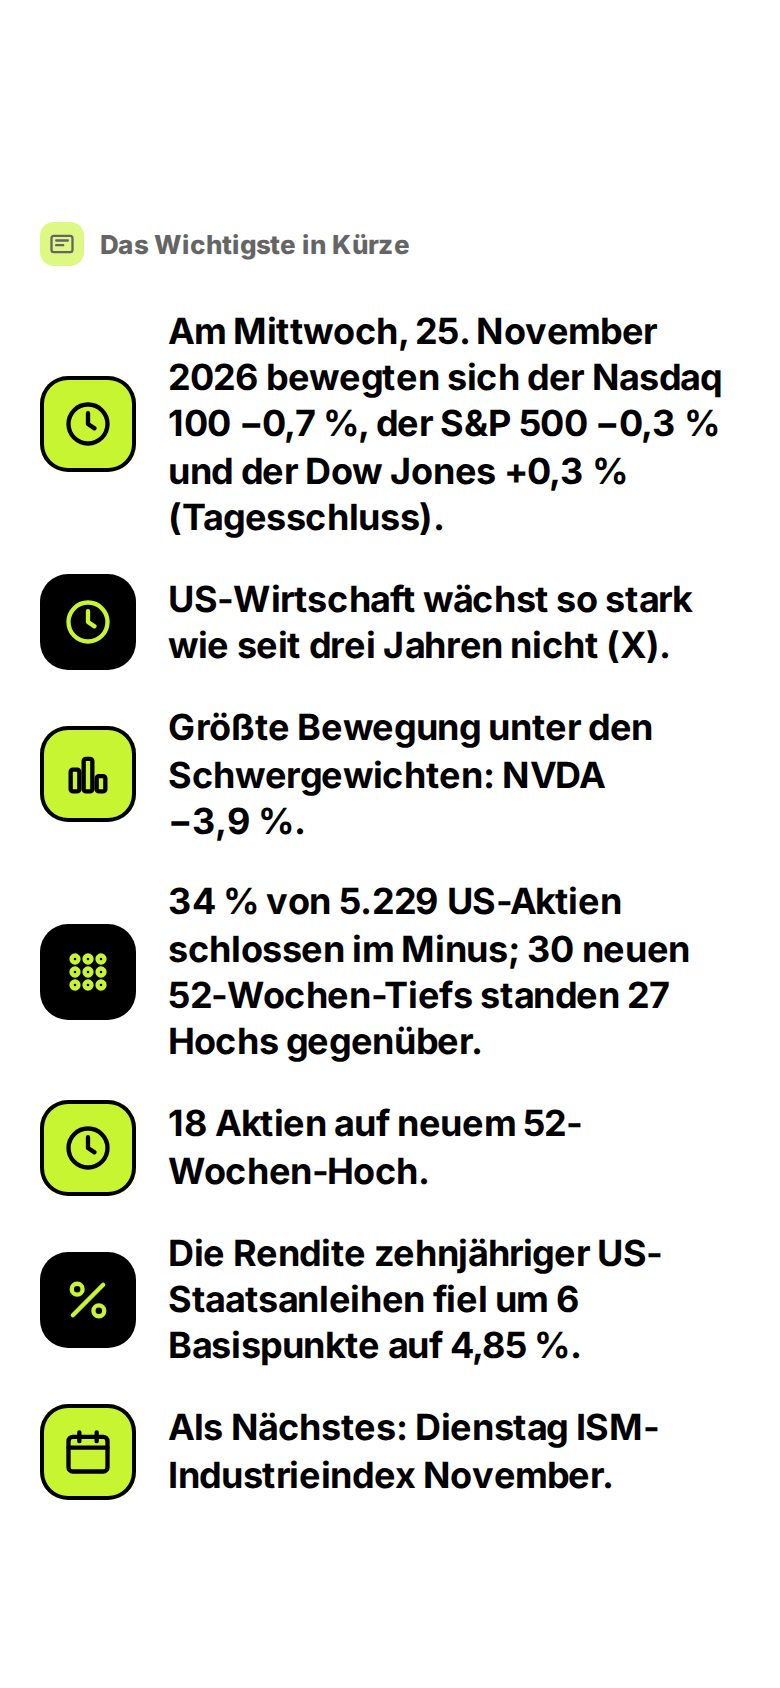 Das Wichtigste in Kürze
Am Mittwoch, 25. November
2026 bewegten sich der Nasdaq
100 −0,7 %, der S&P 500 −0,3 %
und der Dow Jones +0,3 %
(Tagesschluss).
US-Wirtschaft wächst so stark
wie seit drei Jahren nicht (X).
Größte Bewegung unter den
Schwergewichten: NVDA
−3,9 %.
34 % von 5.229 US-Aktien
schlossen im Minus; 30 neuen
52-Wochen-Tiefs standen 27
Hochs gegenüber.
18 Aktien auf neuem 52-
Wochen-Hoch.
Die Rendite zehnjähriger US-
Staatsanleihen fiel um 6
Basispunkte auf 4,85 %.
Als Nächstes: Dienstag ISM-
Industrieindex November.